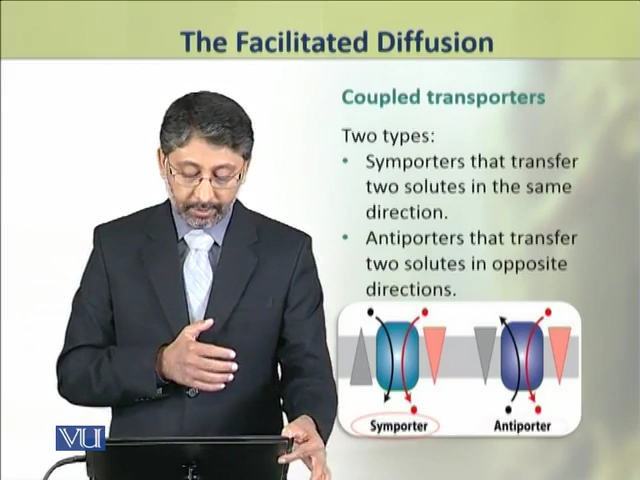 The Facilitated Diffusion
Coupled transporters
Two types:
• Symporters that transfer
two solutes in the same
direction.
• Antiporters that transfer
two solutes in opposite
directions.
Symporter
Antiporter
VU